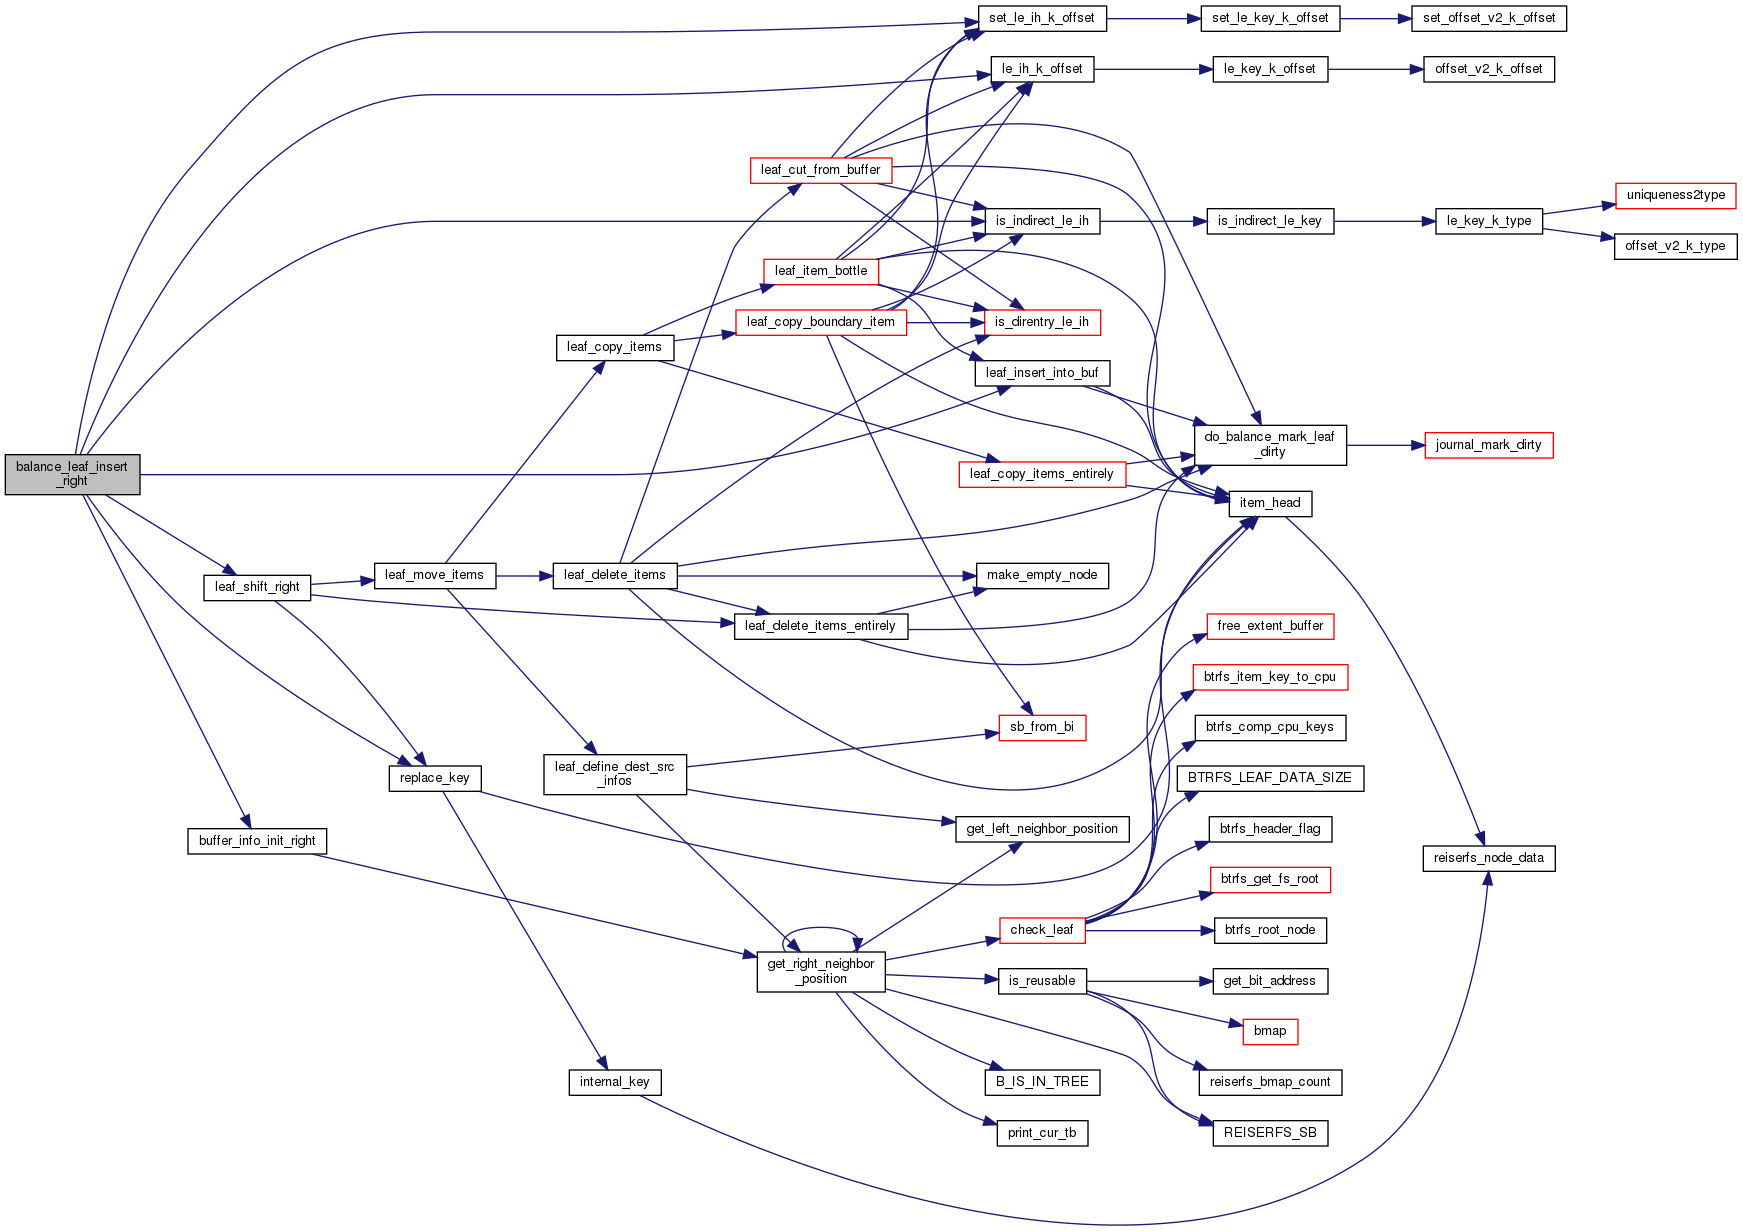 set_le_ih_k_offset
set_le_key_k_offset
set_offset_v2_k_offset
le_ih_k_offset
le_key_k_offset
offset_v2_k_offset
leaf_cut_from_buffer
is_indirect_le_ih
is_indirect_le_key
le_key_k_type
uniqueness2type
offset_v2_k_type
leaf_item_bottle
leaf_copy_boundary_item
is_direntry_le_ih
leaf_copy_items
leaf_insert_into_buf
do_balance_mark_leaf
_dirty
journal_mark_dirty
balance_leaf_insert
_right
leaf_copy_items_entirely
item_head
leaf_shift_right
leaf_move_items
leaf_delete_items
make_empty_node
leaf_delete_items_entirely
free_extent_buffer
btrfs_item_key_to_cpu
sb_from_bi
btrfs_comp_cpu_keys
replace_key
leaf_define_dest_src
_infos
BTRFS_LEAF_DATA_SIZE
buffer_info_init_right
get_left_neighbor_position
btrfs_header_flag
reiserfs_node_data
btrfs_get_fs_root
check_leaf
btrfs_root_node
get_right_neighbor
_position
is_reusable
get_bit_address
bmap
internal_key
B_IS_IN_TREE
reiserfs_bmap_count
print_cur_tb
REISERFS_SB